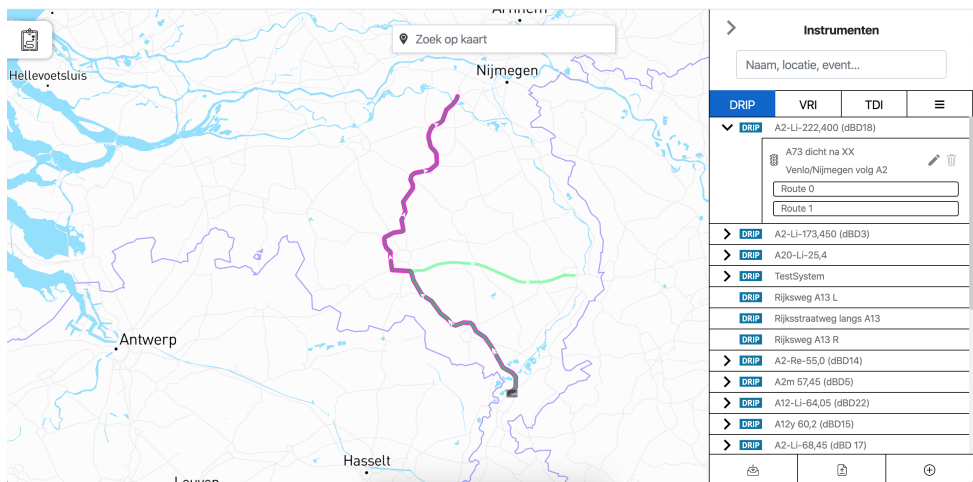 Arnhem
Zoek op kaart
Nijmegen
Hellevoetsluis
Antwerp
Hasselt
Leuven
Instrumenten
Naam, locatie, event...
DRIP VRI TDI
DRIP A2-Li-222,400 (dBD18)
A73 dicht na XX
Venlo/Nijmegen volg A2
Route 0
Route 1
DRIP A2-Li-173,450 (dBD3)
DRIP A20-Li-25,4
DRIP TestSystem
DRIP Rijksweg A13 L
DRIP Rijksstraatweg langs A13
DRIP Rijksweg A13 R
DRIP A2-Re-55,0 (dBD14)
DRIP A2m 57,45 (dBD5)
DRIP A12-Li-64,05 (dBD22)
DRIP A12y 60,2 (dBD15)
DRIP A2-Li-68,45 (dBD 17)